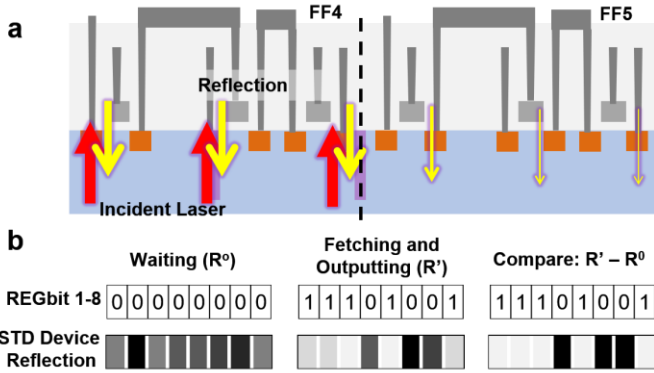 a
FF4
FF5
Reflection
Incident Laser
b
Waiting (Rº)
Fetching and
Outputting (R')
Compare: R' – R⁰
REGbit 1-8
0 0 0 0 0 0 0 0
1 1 1 0 1 0 0 1
1 1 1 0 1 0 0 1
STD Device
Reflection